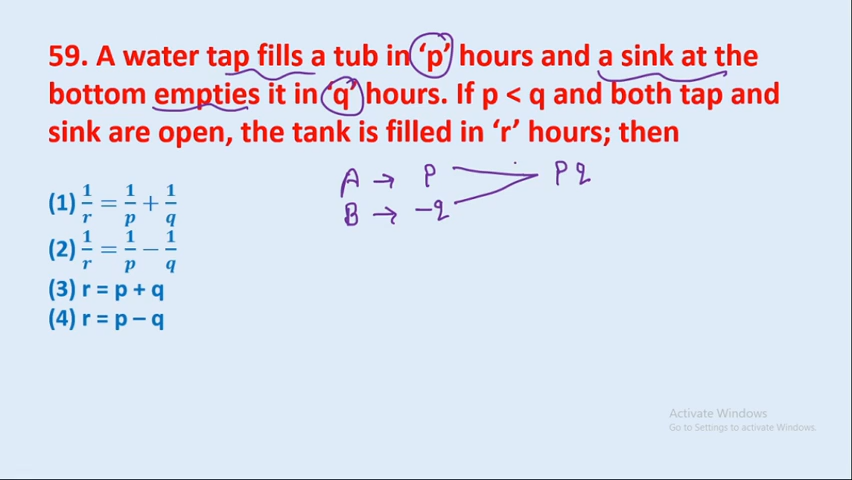 59. A water tap fills a tub in ‘p’ hours and a sink at the
bottom empties it in ‘q’ hours. If p < q and both tap and
sink are open, the tank is filled in ‘r’ hours; then
(1) 1/r = 1/p + 1/q
(2) 1/r = 1/p − 1/q
(3) r = p + q
(4) r = p – q
A → P
B → -q
Pq
Activate Windows
Go to Settings to activate Windows.